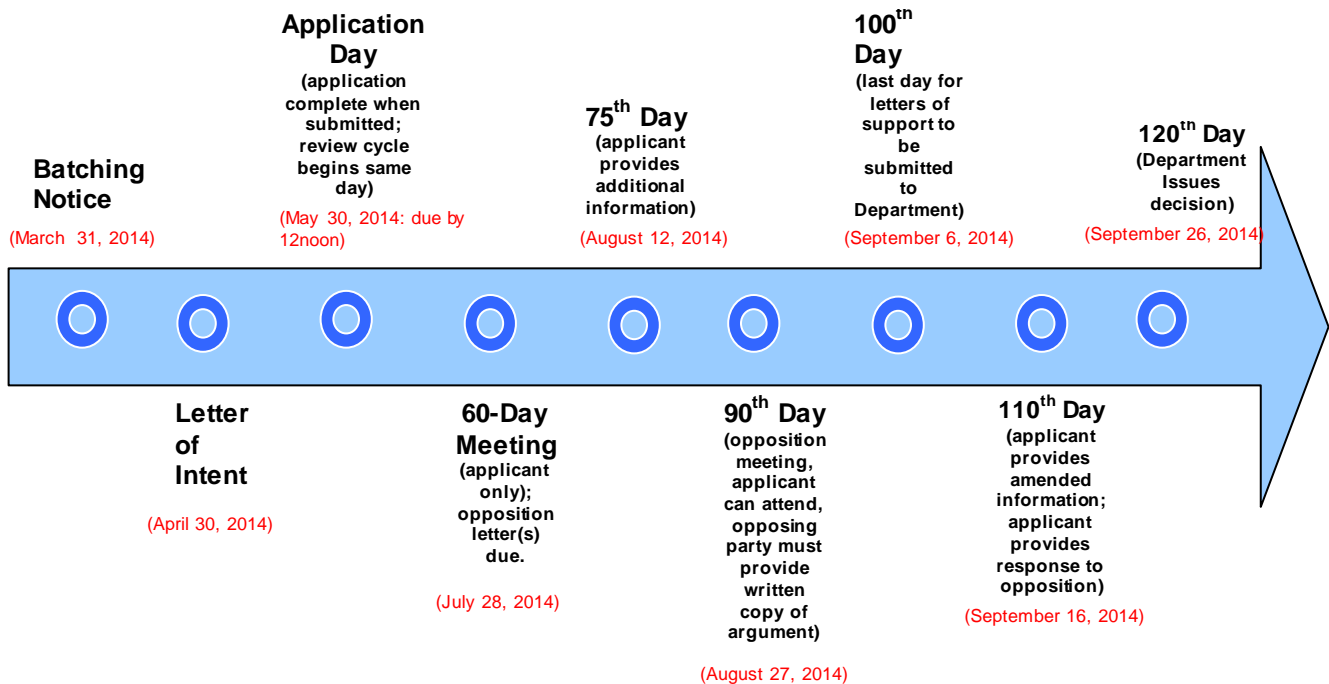 Batching
Notice
(March 31, 2014)
Letter
of
Intent
(April 30, 2014)
Application
Day
(application
complete when
submitted;
review cycle
begins same
day)
(May 30, 2014: due by
12noon)
60-Day
Meeting
(applicant
only);
opposition
letter(s)
due.
(July 28, 2014)
75th Day
(applicant
provides
additional
information)
(August 12, 2014)
90th Day
(opposition
meeting,
applicant
can attend,
opposing
party must
provide
written
copy of
argument)
(August 27, 2014)
100th
Day
(last day for
letters of
support to
be
submitted
to
Department)
(September 6, 2014)
110th Day
(applicant
provides
amended
information;
applicant
provides
response to
opposition)
(September 16, 2014)
120th Day
(Department
Issues
decision)
(September 26, 2014)